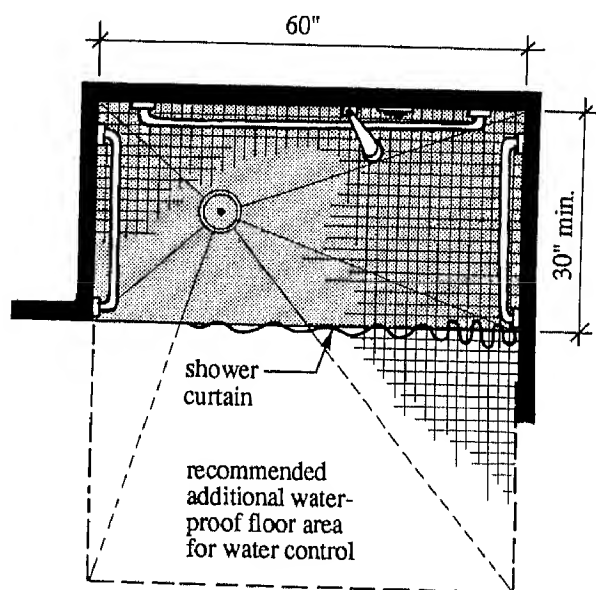 60"
30" min.
shower
curtain
recommended
additional water-
proof floor area
for water control